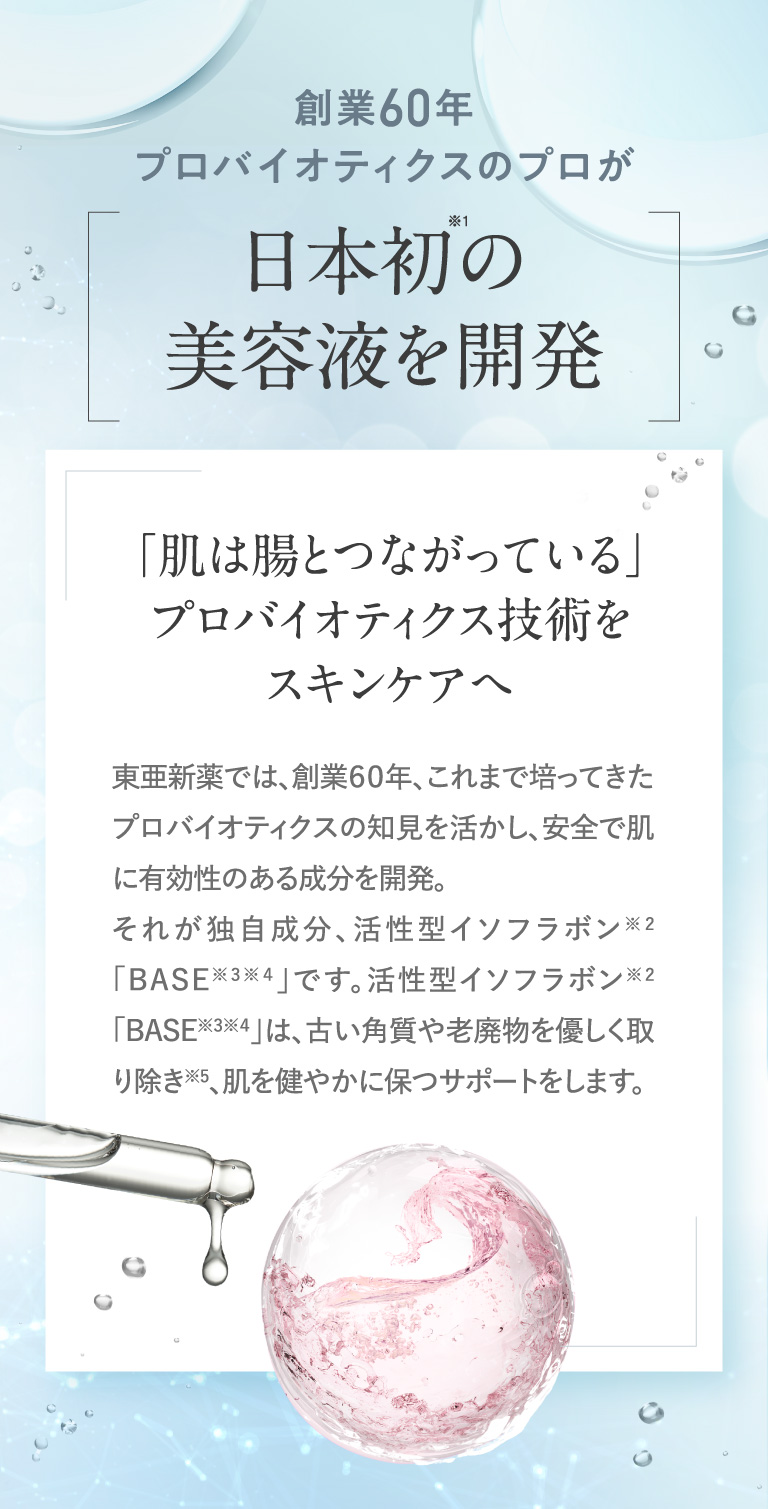 創業60年
プロバイオティクスのプロが
日本初※1の
美容液を開発
「肌は腸とつながっている」
プロバイオティクス技術を
スキンケアへ
東亜新薬では、創業60年、これまで培ってきた
プロバイオティクスの知見を活かし、安全で肌
に有効性のある成分を開発。
それが独自成分、活性型イソフラボン※2
「BASE※3※4」です。活性型イソフラボン※2
「BASE※3※4」は、古い角質や老廃物を優しく取
り除き※5、肌を健やかに保つサポートをします。